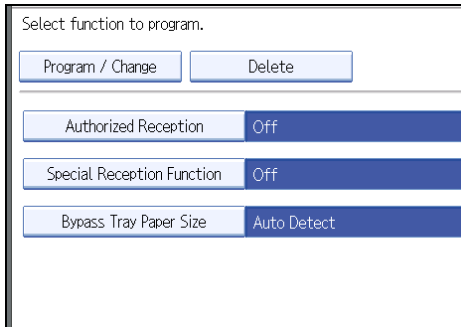 Select function to program.
Program / Change Delete
Authorized Reception Off
Special Reception Function Off
Bypass Tray Paper Size Auto Detect